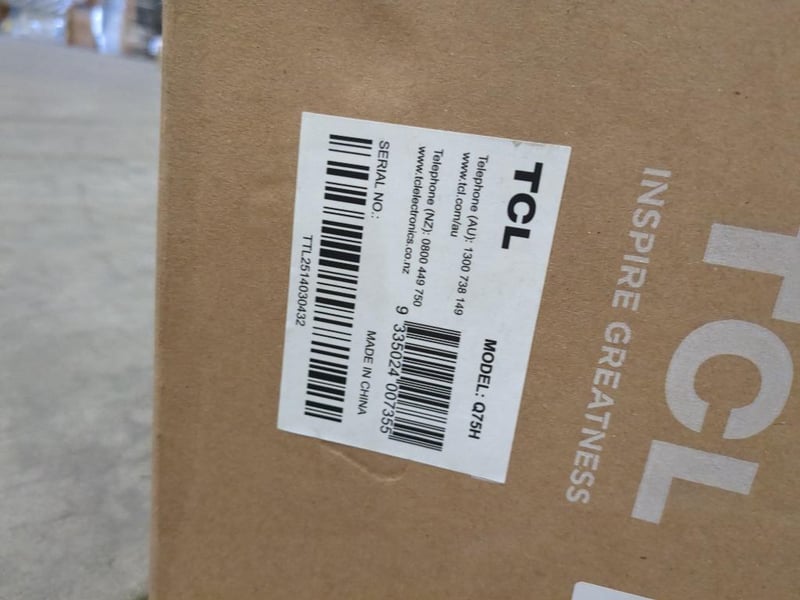 TCL
Telephone (AU): 1300 738 149
www.tcl.com/au
Telephone (NZ): 0800 449 750
www.tclelectronics.co.nz
MODEL: Q75H
9 335024 007355
SERIAL NO.:
MADE IN CHINA
TTL2514030432
TCL
INSPIRE GREATNESS